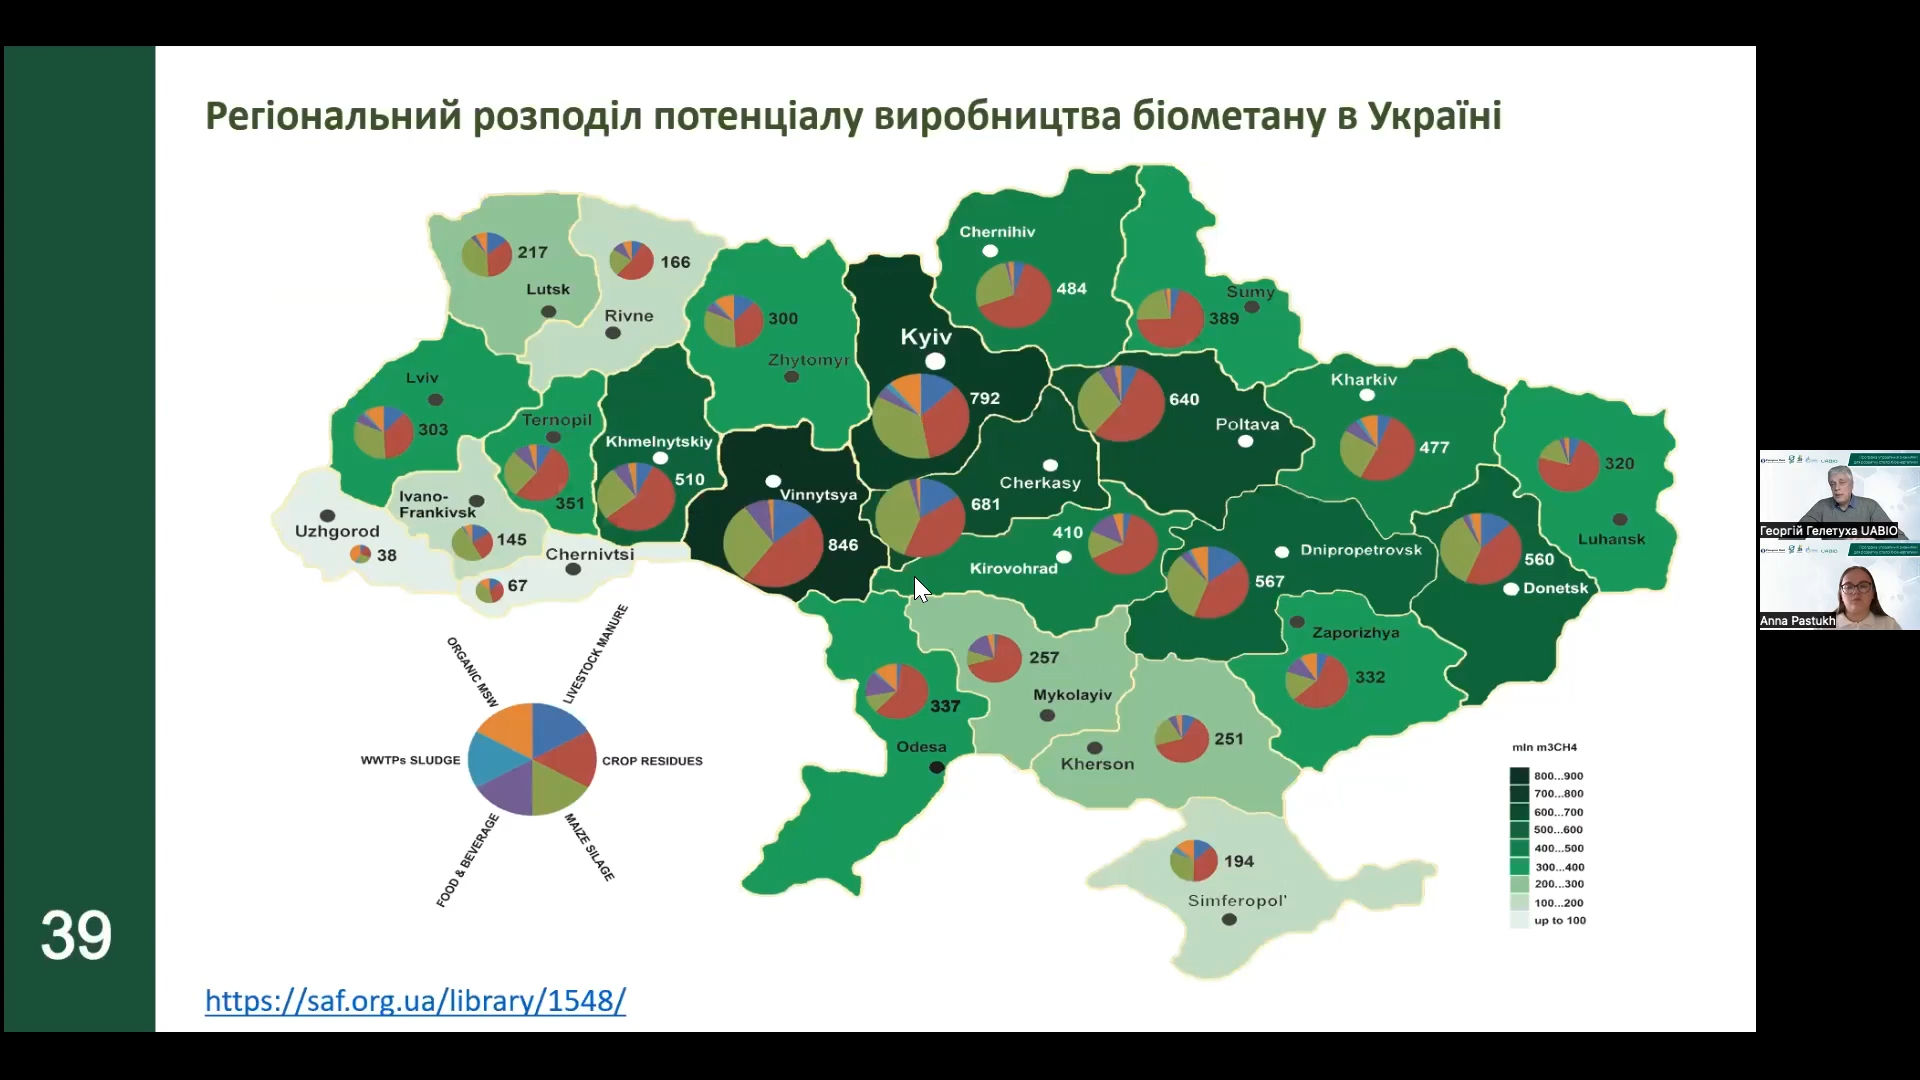 Регіональний розподіл потенціалу виробництва біометану в Україні
Chernihiv
484
217
Lutsk
166
Rivne
300
Zhytomyr
Kyiv
792
Sumy
389
Lviv
303
Ternopil
351
Khmelnytskiy
510
640
Poltava
Kharkiv
477
320
Luhansk
Ivano-
Frankivsk
145
Uzhgorod
38
Chernivtsi
67
Vinnytsya
846
Cherkasy
681
410
Kirovohrad
Dnipropetrovsk
567
560
Donetsk
Zaporizhya
332
257
Mykolayiv
337
Odesa
251
Kherson
194
Simferopol'
ORGANIC MSW
LIVESTOCK MANURE
WWTPs SLUDGE
CROP RESIDUES
FOOD & BEVERAGE
MAIZE SILAGE
mln m3CH4
800...900
700...800
600...700
500...600
400...500
300...400
200...300
100...200
up to 100
39
https://saf.org.ua/library/1548/
Георгій Гелетуха UABIO
Anna Pastukh